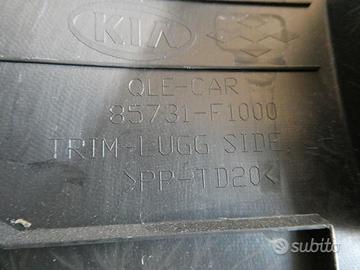 KIA
QLE-CAR
85731-F1000
TRIM-LUGG SIDE,
>PP-TD20<
subito